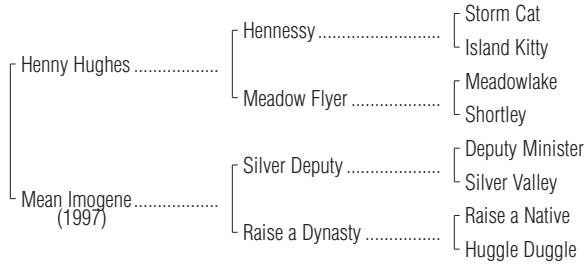 Storm Cat
Hennessy ........................
Island Kitty
Henny Hughes .................
Meadowlake
Meadow Flyer ....................
Shortley
Deputy Minister
Silver Deputy .....................
Silver Valley
Mean Imogene.................
(1997)
Raise a Native
Raise a Dynasty .................
Huggle Duggle